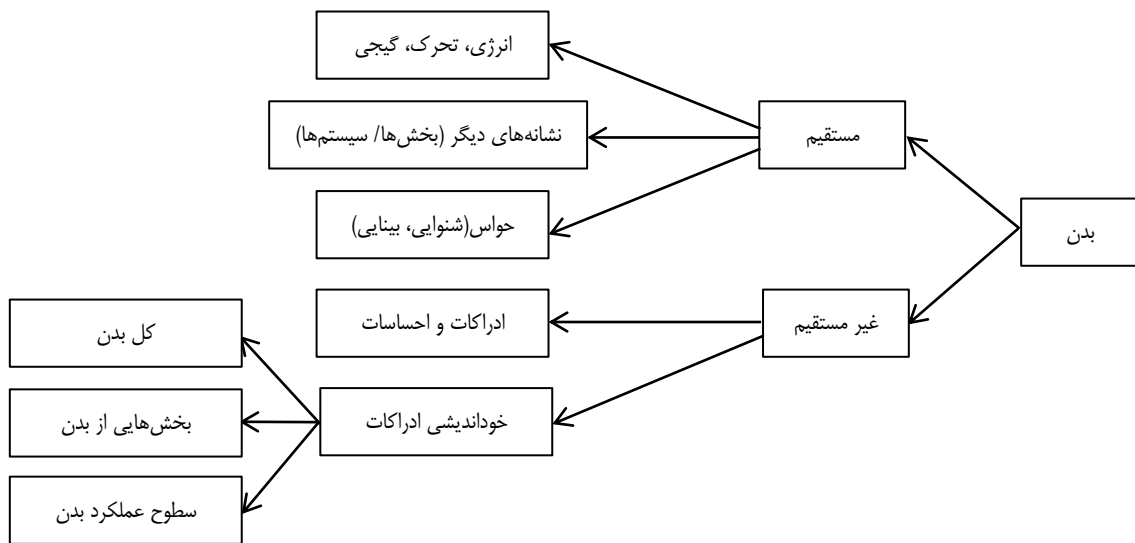 بدن
مستقیم
انرژی، تحرک، گیجی
نشانه‌های دیگر (بخش‌ها/ سیستم‌ها)
حواس(شنوایی، بینایی)
غیر مستقیم
ادراکات و احساسات
خوداندیشی ادراکات
کل بدن
بخش‌هایی از بدن
سطوح عملکرد بدن